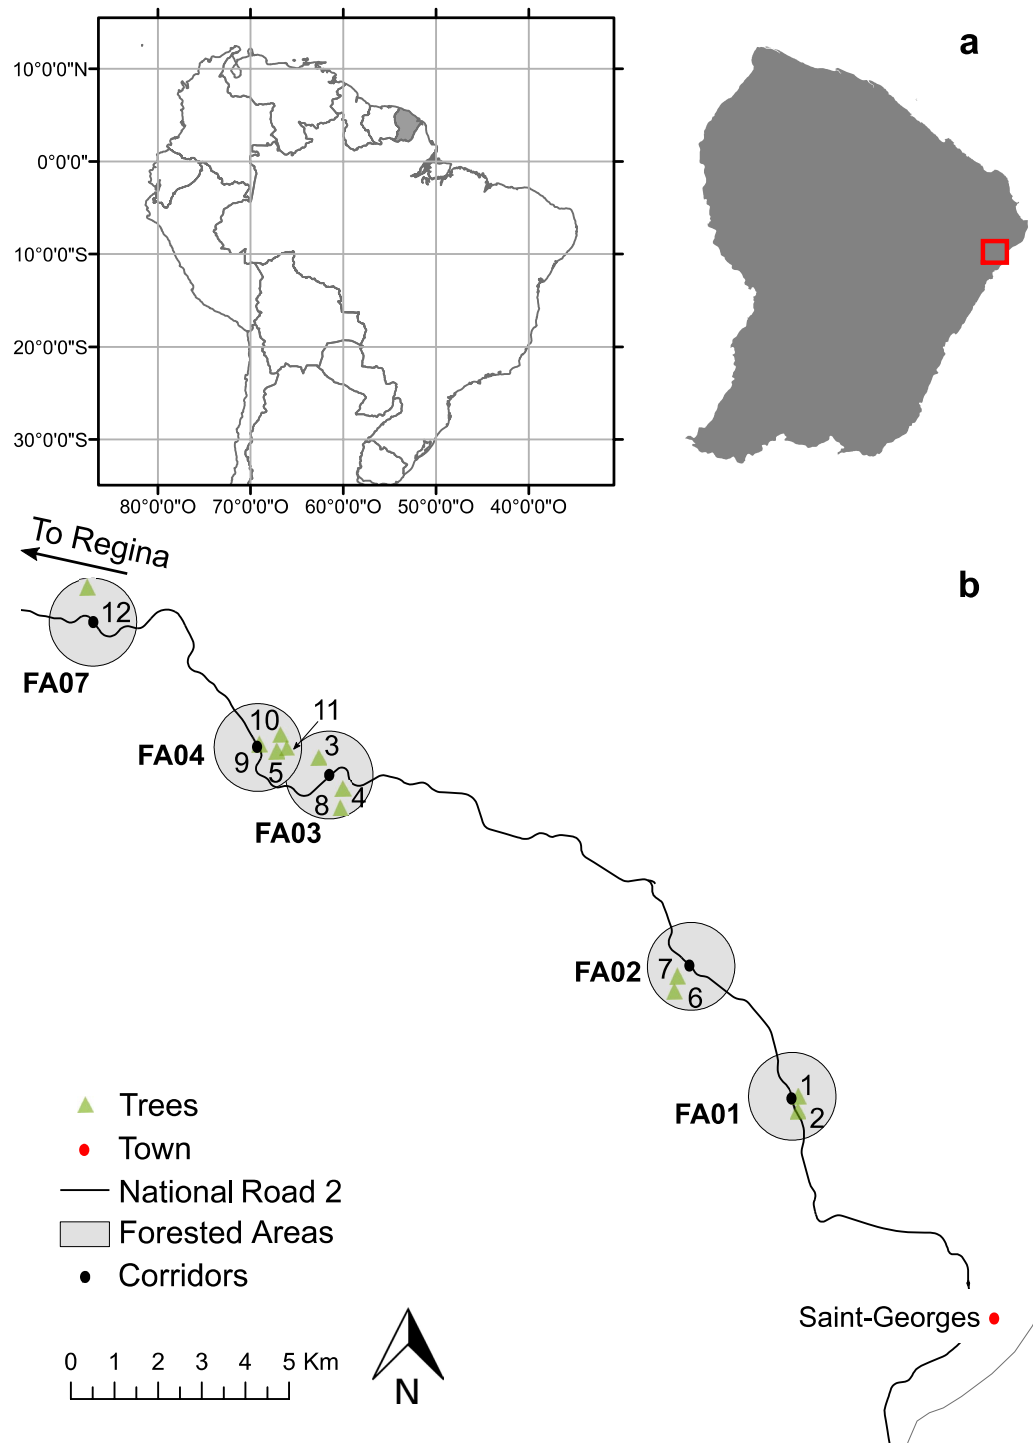 a
10°0'0"N
0°0'0"
10°0'0"S
20°0'0"S
30°0'0"S
80°0'0"O 70°0'0"O 60°0'0"O 50°0'0"O 40°0'0"O
To Regina
b
12
FA07
10
11
9
5
FA04
3
4
8
FA03
7
6
FA02
1
2
FA01
Trees
Town
National Road 2
Forested Areas
Corridors
Saint-Georges
0 1 2 3 4 5 Km
N